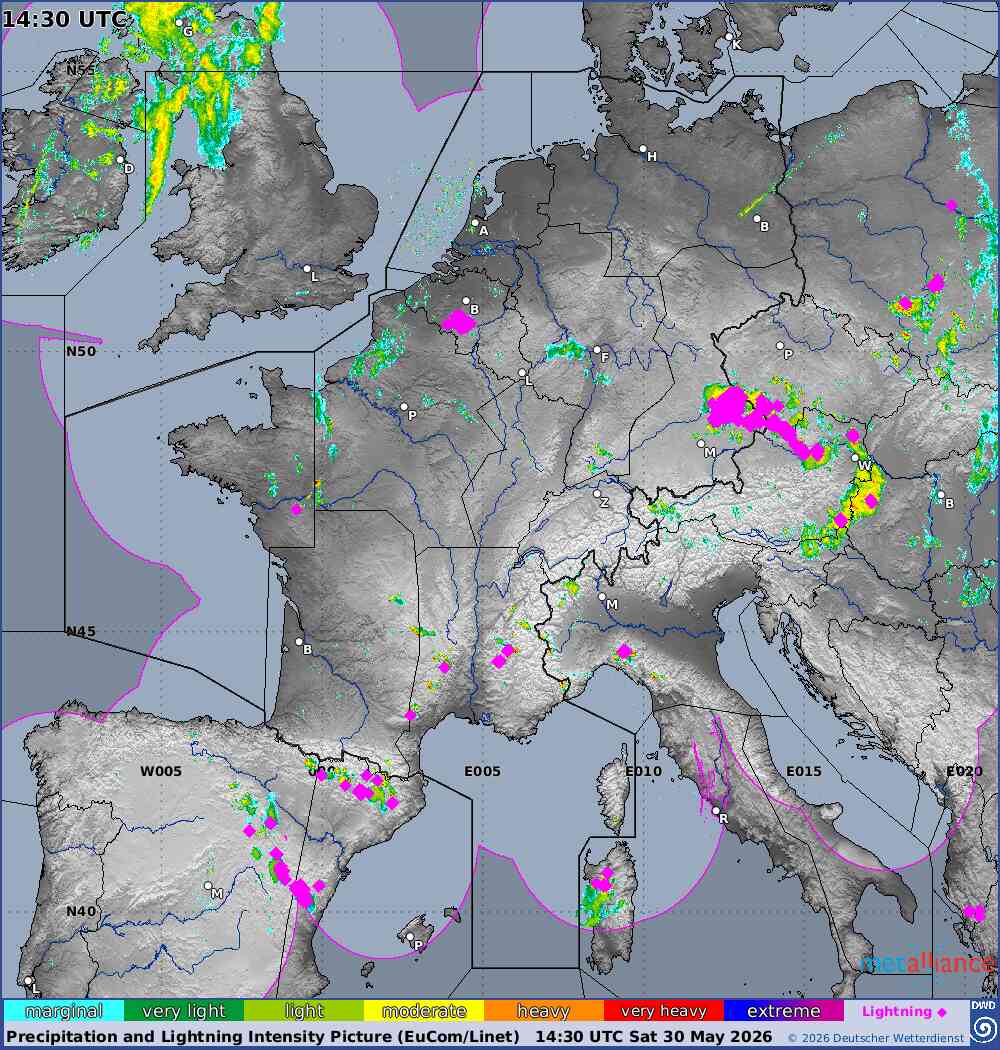 14:30 UTC
G
K
N55
H
D
A
B
L
B
N50
P
F
L
P
M
W
Z
B
M
N45
B
W005
E005
E010
E015
E020
R
M
N40
P
L
metalliance
marginal very light light moderate heavy very heavy extreme Lightning
DWD
Precipitation and Lightning Intensity Picture (EuCom/Linet) 14:30 UTC Sat 30 May 2026 © 2026 Deutscher Wetterdienst